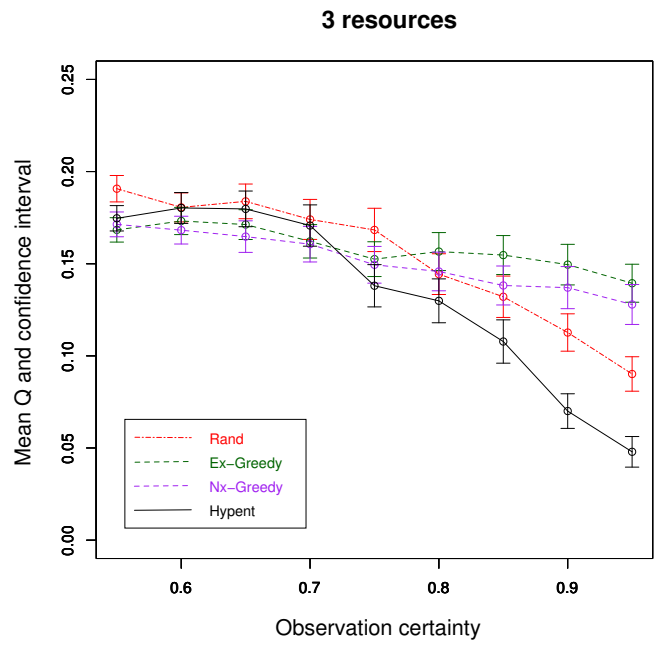 3 resources
Mean Q and confidence interval
0.25
0.20
0.15
0.10
0.05
0.00
Rand
Ex−Greedy
Nx−Greedy
Hypent
0.6 0.7 0.8 0.9
Observation certainty